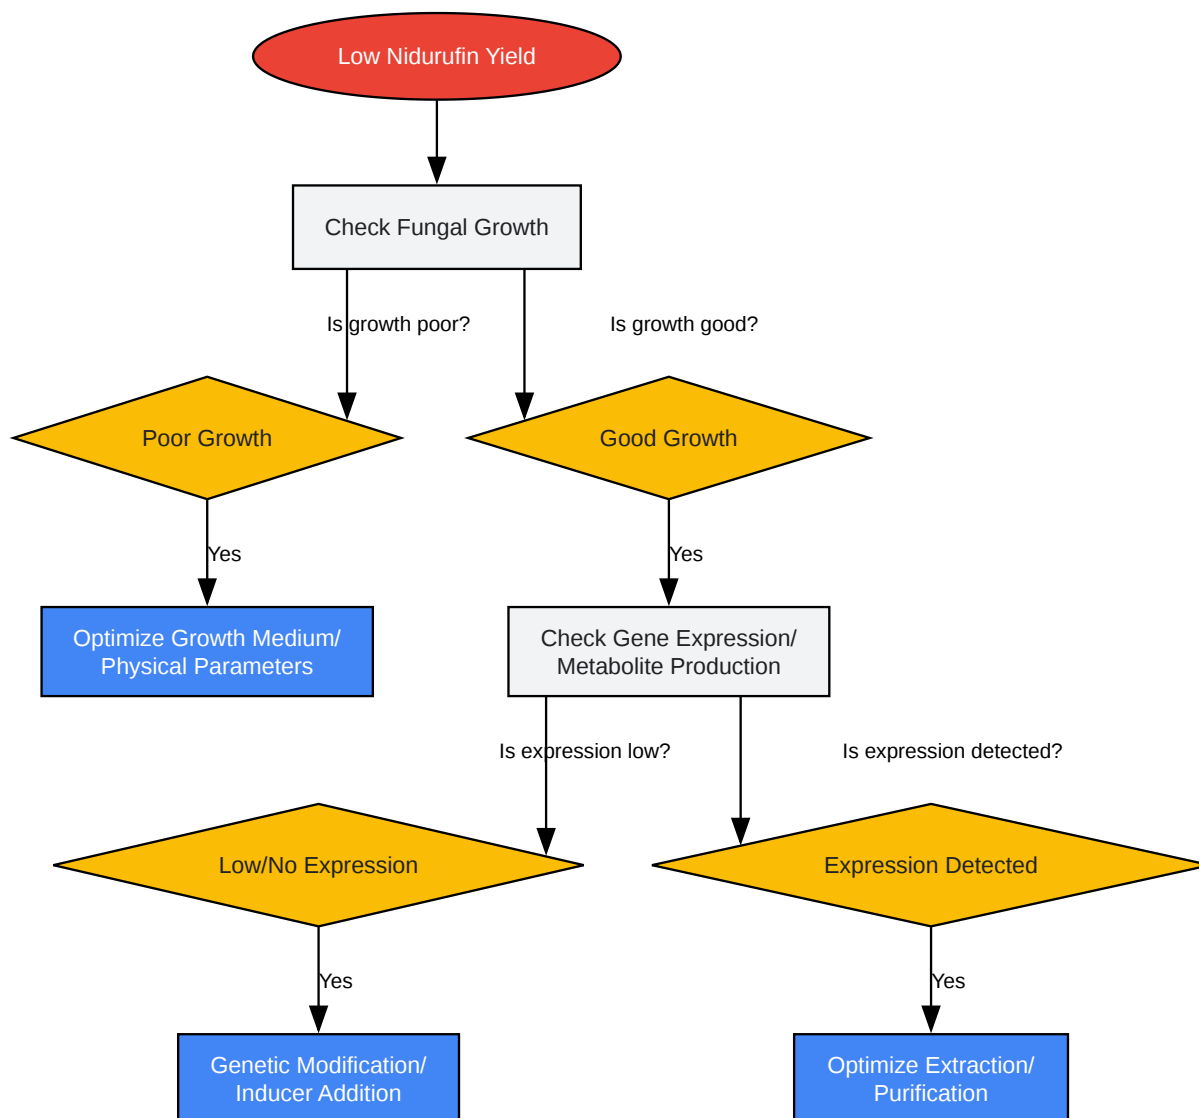 Low Nidurufin Yield
Check Fungal Growth
Is growth poor?
Is growth good?
Poor Growth
Good Growth
Yes
Yes
Optimize Growth Medium/
Physical Parameters
Check Gene Expression/
Metabolite Production
Is expression low?
Is expression detected?
Low/No Expression
Expression Detected
Yes
Yes
Genetic Modification/
Inducer Addition
Optimize Extraction/
Purification